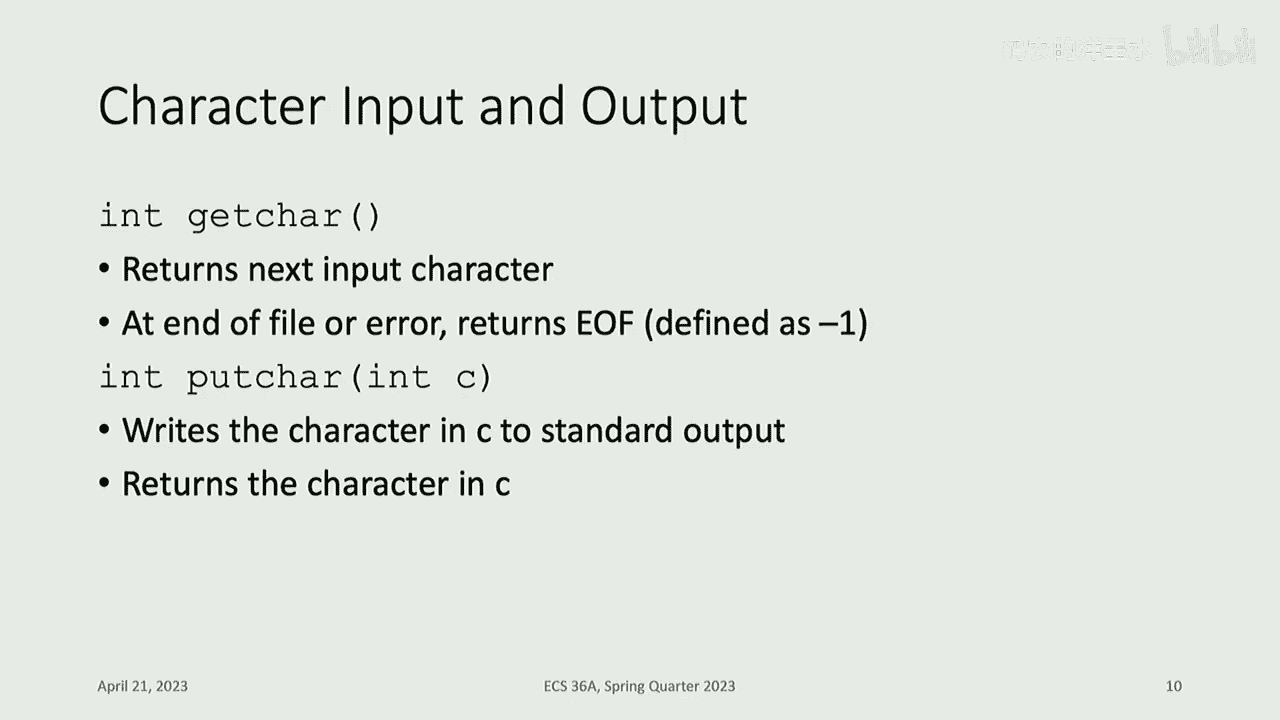 bilibili
Character Input and Output
int getchar()
• Returns next input character
• At end of file or error, returns EOF (defined as –1)
int putchar(int c)
• Writes the character in c to standard output
• Returns the character in c
April 21, 2023
ECS 36A, Spring Quarter 2023
10